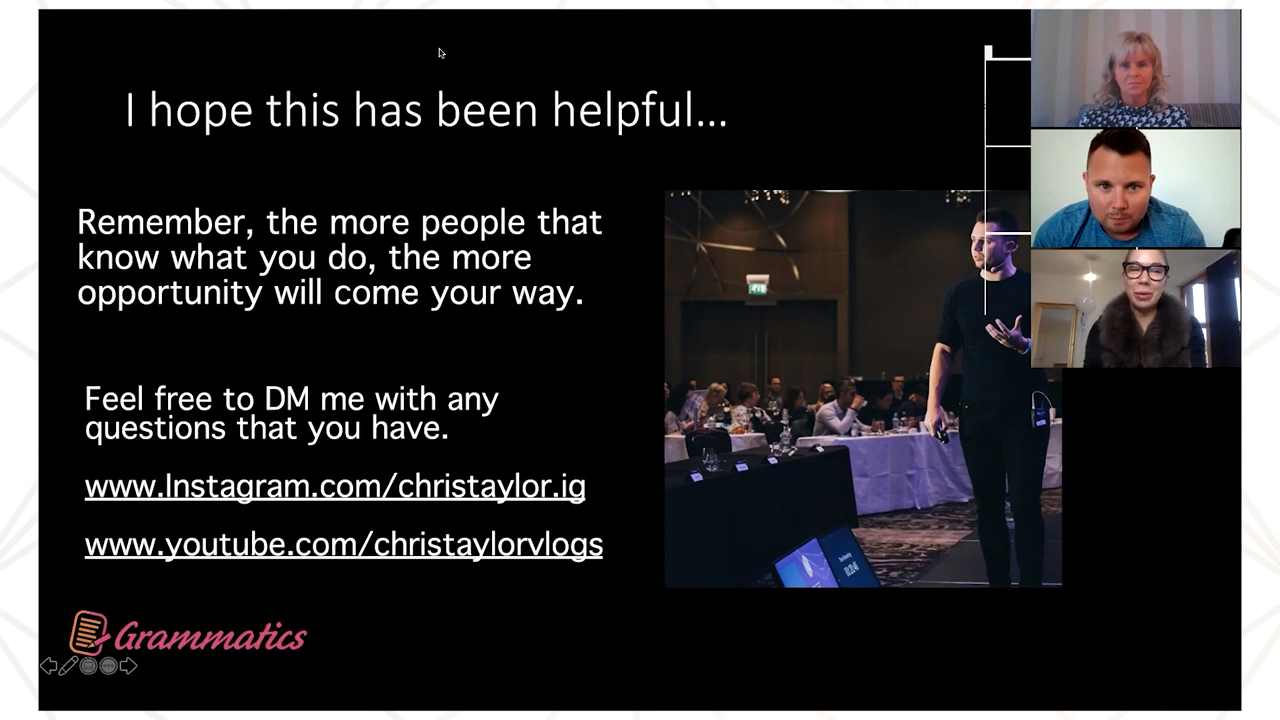 I hope this has been helpful...
Remember, the more people that
know what you do, the more
opportunity will come your way.
Feel free to DM me with any
questions that you have.
www.Instagram.com/christaylor.ig
www.youtube.com/christaylorvlogs
Grammatics